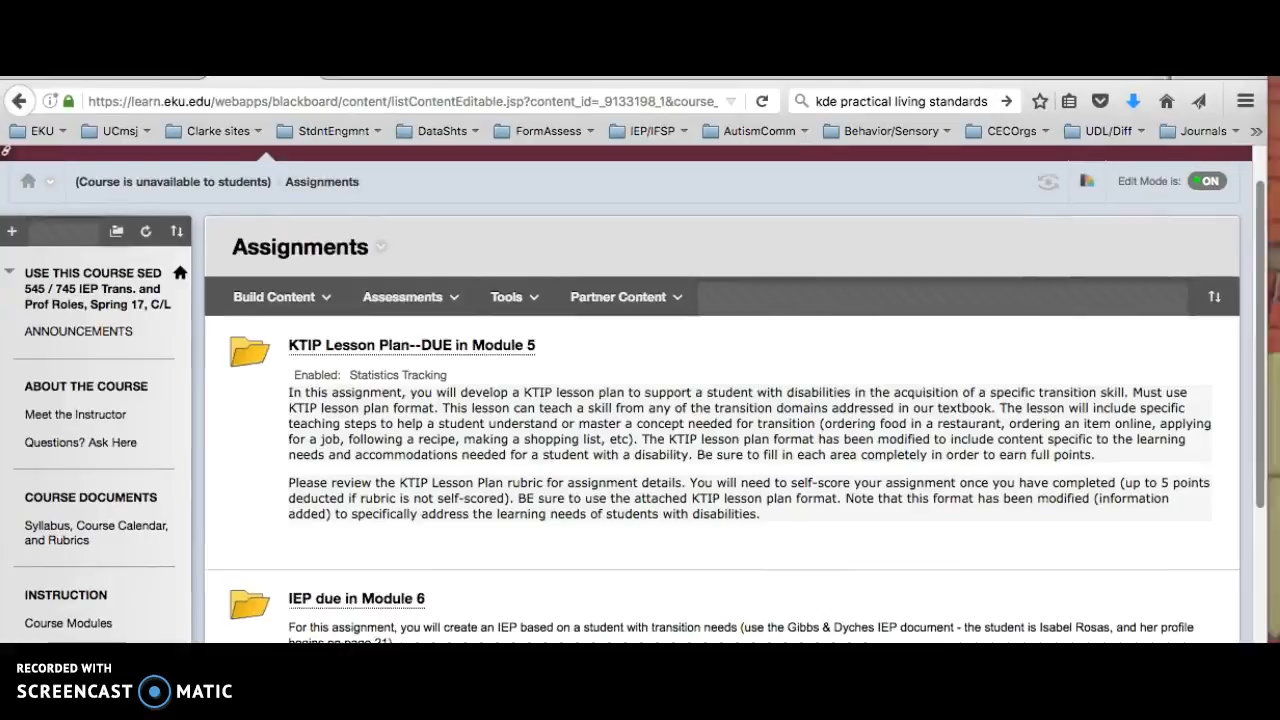 https://learn.eku.edu/webapps/blackboard/content/listContentEditable.jsp?content_id=_9133198_1&course_
kde practical living standards
EKU
UCmsj
Clarke sites
StdntEngmnt
DataShts
FormAssess
IEP/IFSP
AutismComm
Behavior/Sensory
CECOrgs
UDL/Diff
Journals
(Course is unavailable to students)
Assignments
Edit Mode is:
ON
USE THIS COURSE SED
545 / 745 IEP Trans. and
Prof Roles, Spring 17, C/L
ANNOUNCEMENTS
ABOUT THE COURSE
Meet the Instructor
Questions? Ask Here
COURSE DOCUMENTS
Syllabus, Course Calendar,
and Rubrics
INSTRUCTION
Course Modules
Assignments
Build Content
Assessments
Tools
Partner Content
KTIP Lesson Plan--DUE in Module 5
Enabled: Statistics Tracking
In this assignment, you will develop a KTIP lesson plan to support a student with disabilities in the acquisition of a specific transition skill. Must use
KTIP lesson plan format. This lesson can teach a skill from any of the transition domains addressed in our textbook. The lesson will include specific
teaching steps to help a student understand or master a concept needed for transition (ordering food in a restaurant, ordering an item online, applying
for a job, following a recipe, making a shopping list, etc). The KTIP lesson plan format has been modified to include content specific to the learning
needs and accommodations needed for a student with a disability. Be sure to fill in each area completely in order to earn full points.
Please review the KTIP Lesson Plan rubric for assignment details. You will need to self-score your assignment once you have completed (up to 5 points
deducted if rubric is not self-scored). BE sure to use the attached KTIP lesson plan format. Note that this format has been modified (information
added) to specifically address the learning needs of students with disabilities.
IEP due in Module 6
For this assignment, you will create an IEP based on a student with transition needs (use the Gibbs & Dyches IEP document - the student is Isabel Rosas, and her profile
begins on page 21)
RECORDED WITH
SCREENCAST MATIC